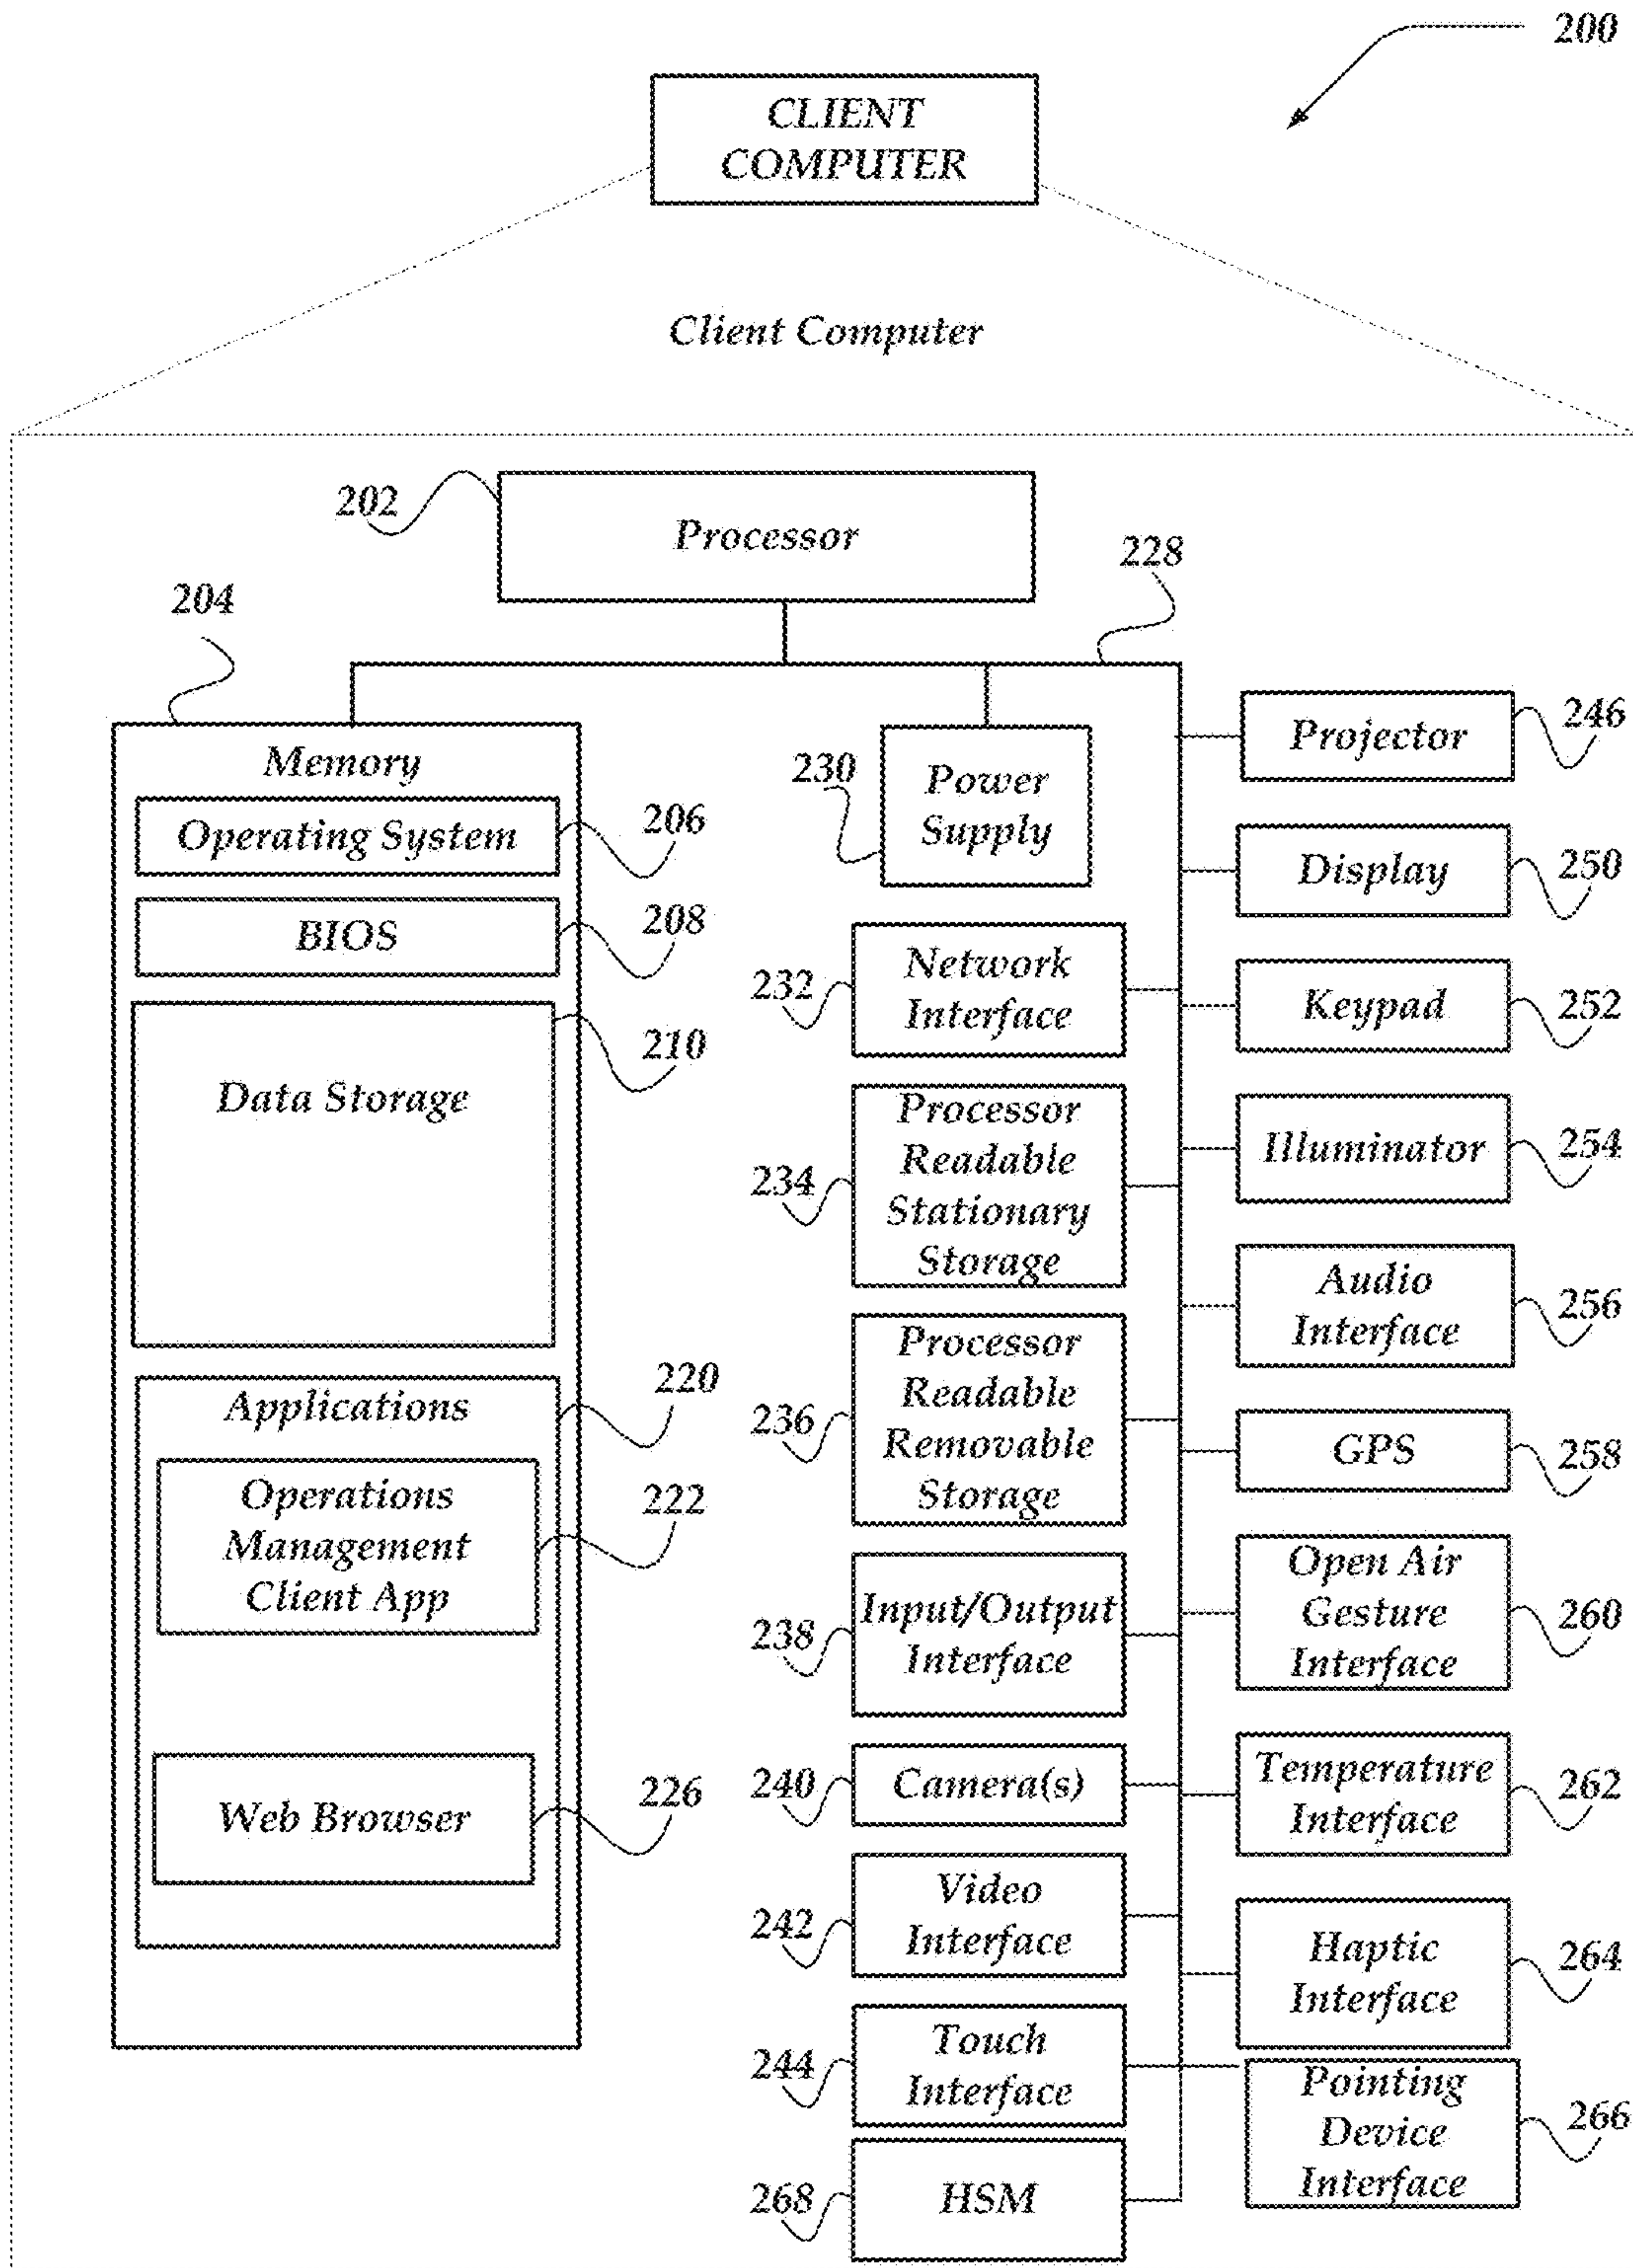 200
CLIENT
COMPUTER
Client Computer
202
Processor
228
204
Memory
Operating System
206
BIOS
208
Data Storage
210
Applications
220
Operations
Management
Client App
222
Web Browser
226
230
Power
Supply
232
Network
Interface
234
Processor
Readable
Stationary
Storage
236
Processor
Readable
Removable
Storage
238
Input/Output
Interface
240
Camera(s)
242
Video
Interface
244
Touch
Interface
268
HSM
Projector
246
Display
250
Keypad
252
Illuminator
254
Audio
Interface
256
GPS
258
Open Air
Gesture
Interface
260
Temperature
Interface
262
Haptic
Interface
264
Pointing
Device
Interface
266